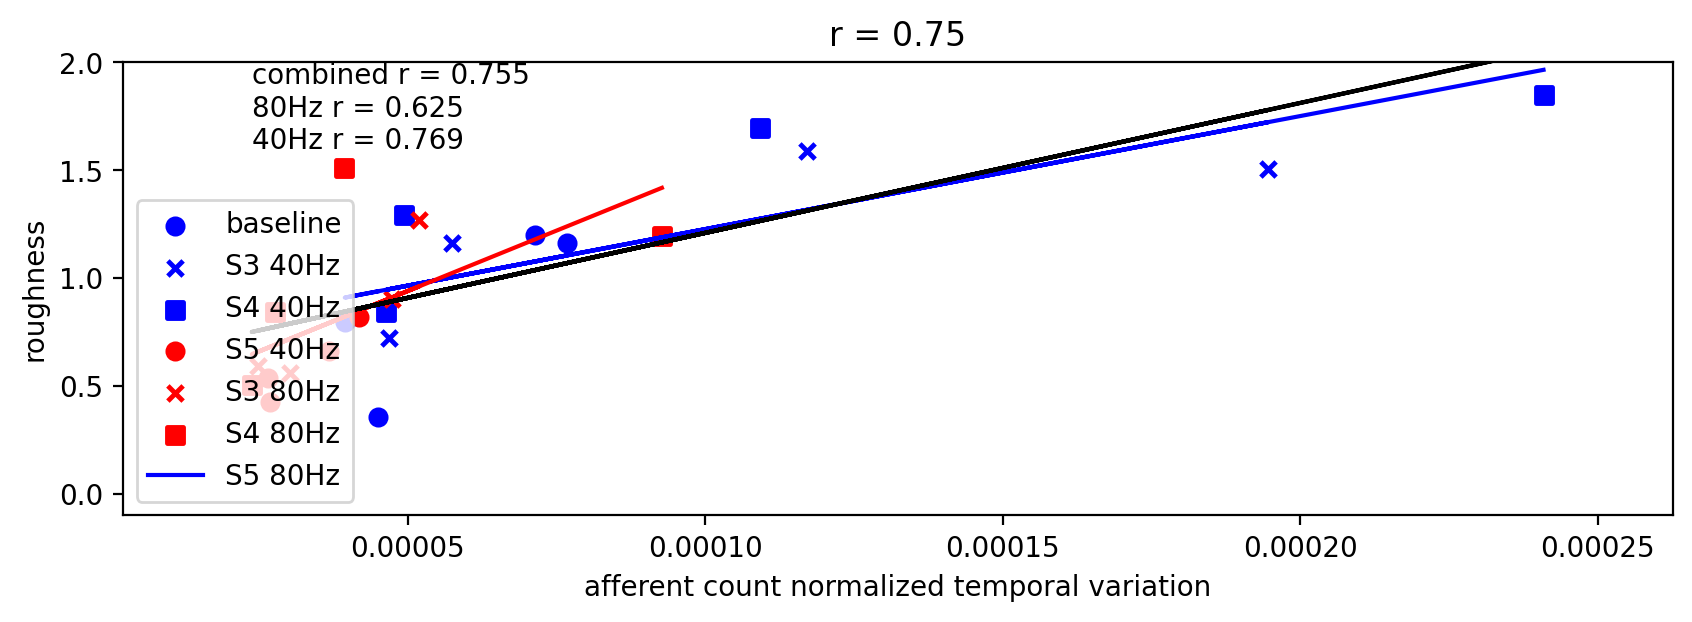 r = 0.75
combined r = 0.755
80Hz r = 0.625
40Hz r = 0.769
2.0
1.5
1.0
0.5
0.0
roughness
baseline
S3 40Hz
S4 40Hz
S5 40Hz
S3 80Hz
S4 80Hz
S5 80Hz
0.00005 0.00010 0.00015 0.00020 0.00025
afferent count normalized temporal variation